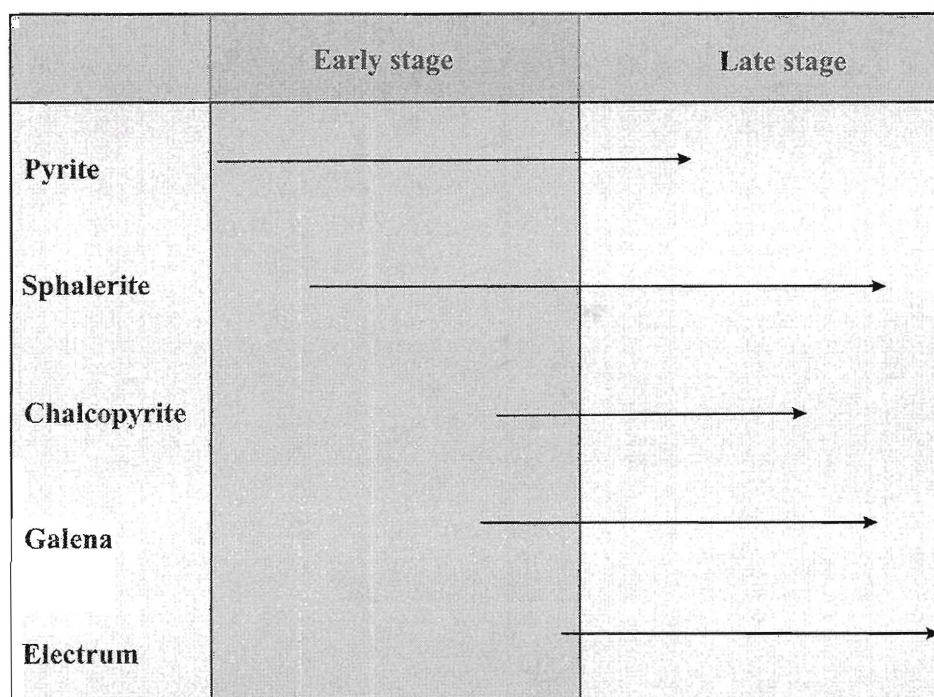 Early stage Late stage
Pyrite
Sphalerite
Chalcopyrite
Galena
Electrum